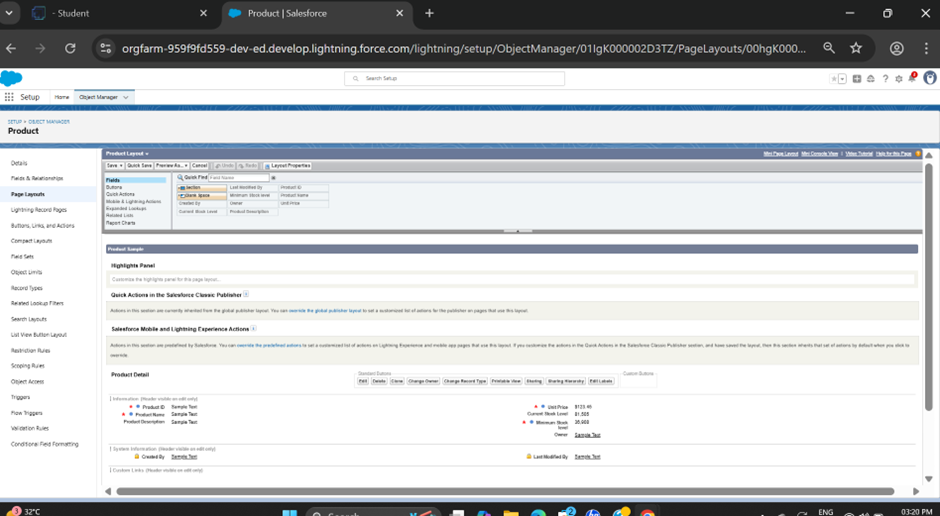 - Student
Product | Salesforce
orgfarm-959f9fd559-dev-ed.develop.lightning.force.com/lightning/setup/ObjectManager/01IgK000002D3TZ/PageLayouts/00hgK000...
Search Setup
Setup Home Object Manager
SETUP > OBJECT MANAGER
Product
Details
Fields & Relationships
Page Layouts
Lightning Record Pages
Buttons, Links, and Actions
Compact Layouts
Field Sets
Object Limits
Record Types
Related Lookup Filters
Search Layouts
List View Button Layout
Restriction Rules
Scoping Rules
Object Access
Triggers
Flow Triggers
Validation Rules
Conditional Field Formatting
Product Layout
Mini Page Layout Mini Console View | Video Tutorial Help for this Page
Save Quick Save Preview As... Cancel Undo Redo Layout Properties
Fields
Buttons
Quick Actions
Mobile & Lightning Actions
Expanded Lookups
Related Lists
Report Charts
Quick Find Field Name
Section Last Modified By Product ID
Blank Space Minimum Stock level Product Name
Created By Owner Unit Price
Current Stock Level Product Description
Product Sample
Highlights Panel
Customize the highlights panel for this page layout...
Quick Actions in the Salesforce Classic Publisher
Actions in this section are currently inherited from the global publisher layout. You can override the global publisher layout to set a customized list of actions for the publisher on pages that use this layout.
Salesforce Mobile and Lightning Experience Actions
Actions in this section are predefined by Salesforce. You can override the predefined actions to set a customized list of actions on Lightning Experience and mobile app pages that use this layout. If you customize the actions in the Quick Actions in the Salesforce Classic Publisher section, and have saved the layout, then this section inherits that set of actions by default when you click to
override.
Product Detail
Standard Buttons
Edit Delete Clone Change Owner Change Record Type Printable View Sharing Sharing Hierarchy Edit Labels
Custom Buttons
Information (Header visible on edit only)
Product ID Sample Text
Product Name Sample Text
Product Description Sample Text
Unit Price $123.45
Current Stock Level
Minimum Stock
level
Owner Sample Text
System Information (Header visible on edit only)
Created By Sample Text
Last Modified By Sample Text
Custom Links (Header visible on edit only)
3
32°C
Search
2
ENG
03:20 PM